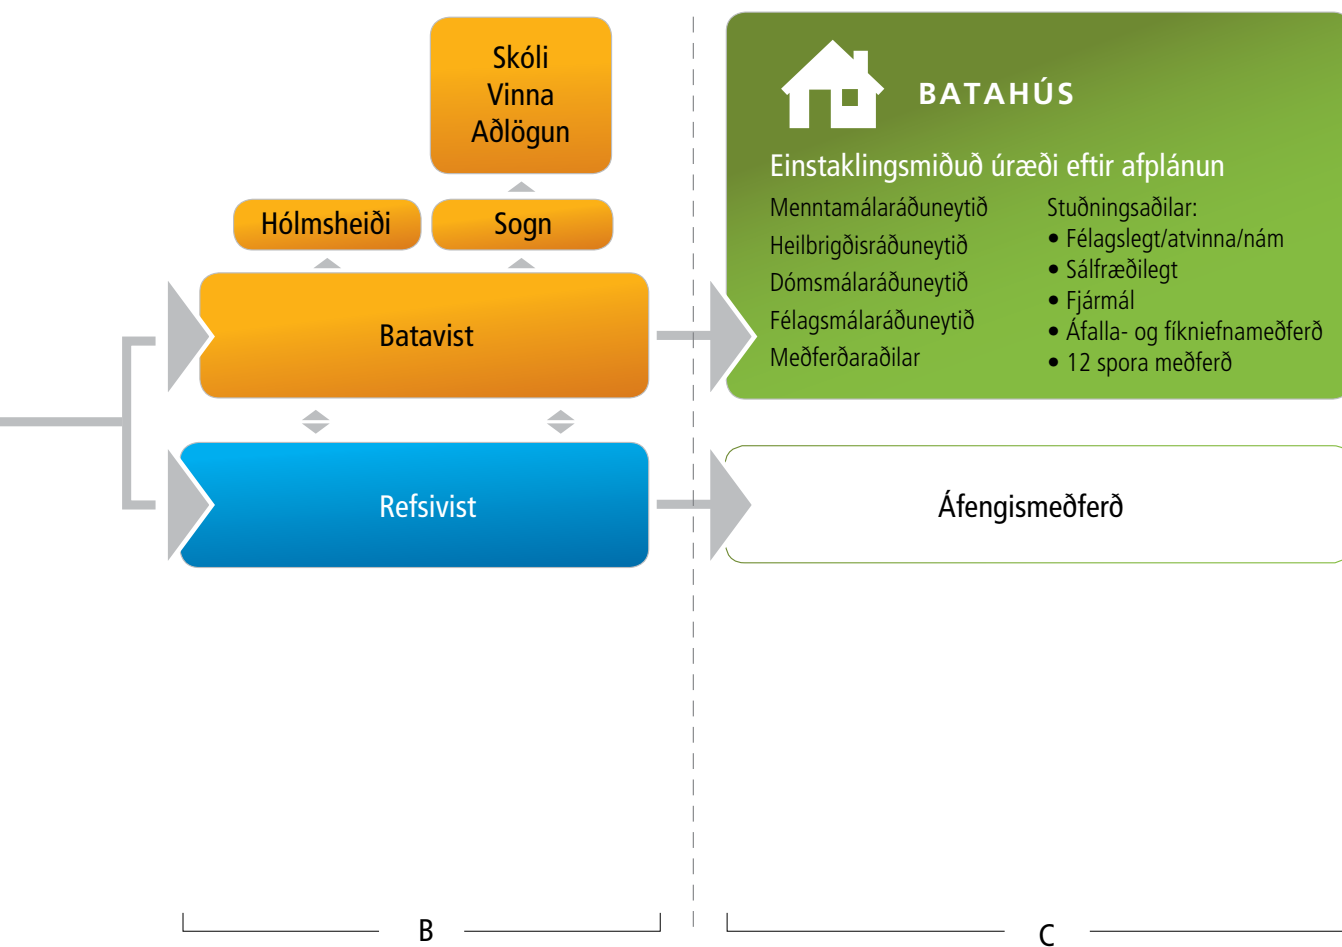 Skóli
Vinna
Aðlögun
Hólmsheiði
Sogn
Batavist
Refsivist
BATAHÚS
Einstaklingsmiðuð úræði eftir afplánun
Menntamálaráðuneytið
Heilbrigðisráðuneytið
Dómsmálaráðuneytið
Félagsmálaráðuneytið
Meðferðaraðilar
Stuðningsaðilar:
• Félagslegt/atvinna/nám
• Sálfræðilegt
• Fjármál
• Áfalla- og fíkniefnameðferð
• 12 spora meðferð
Áfengismeðferð
B
C